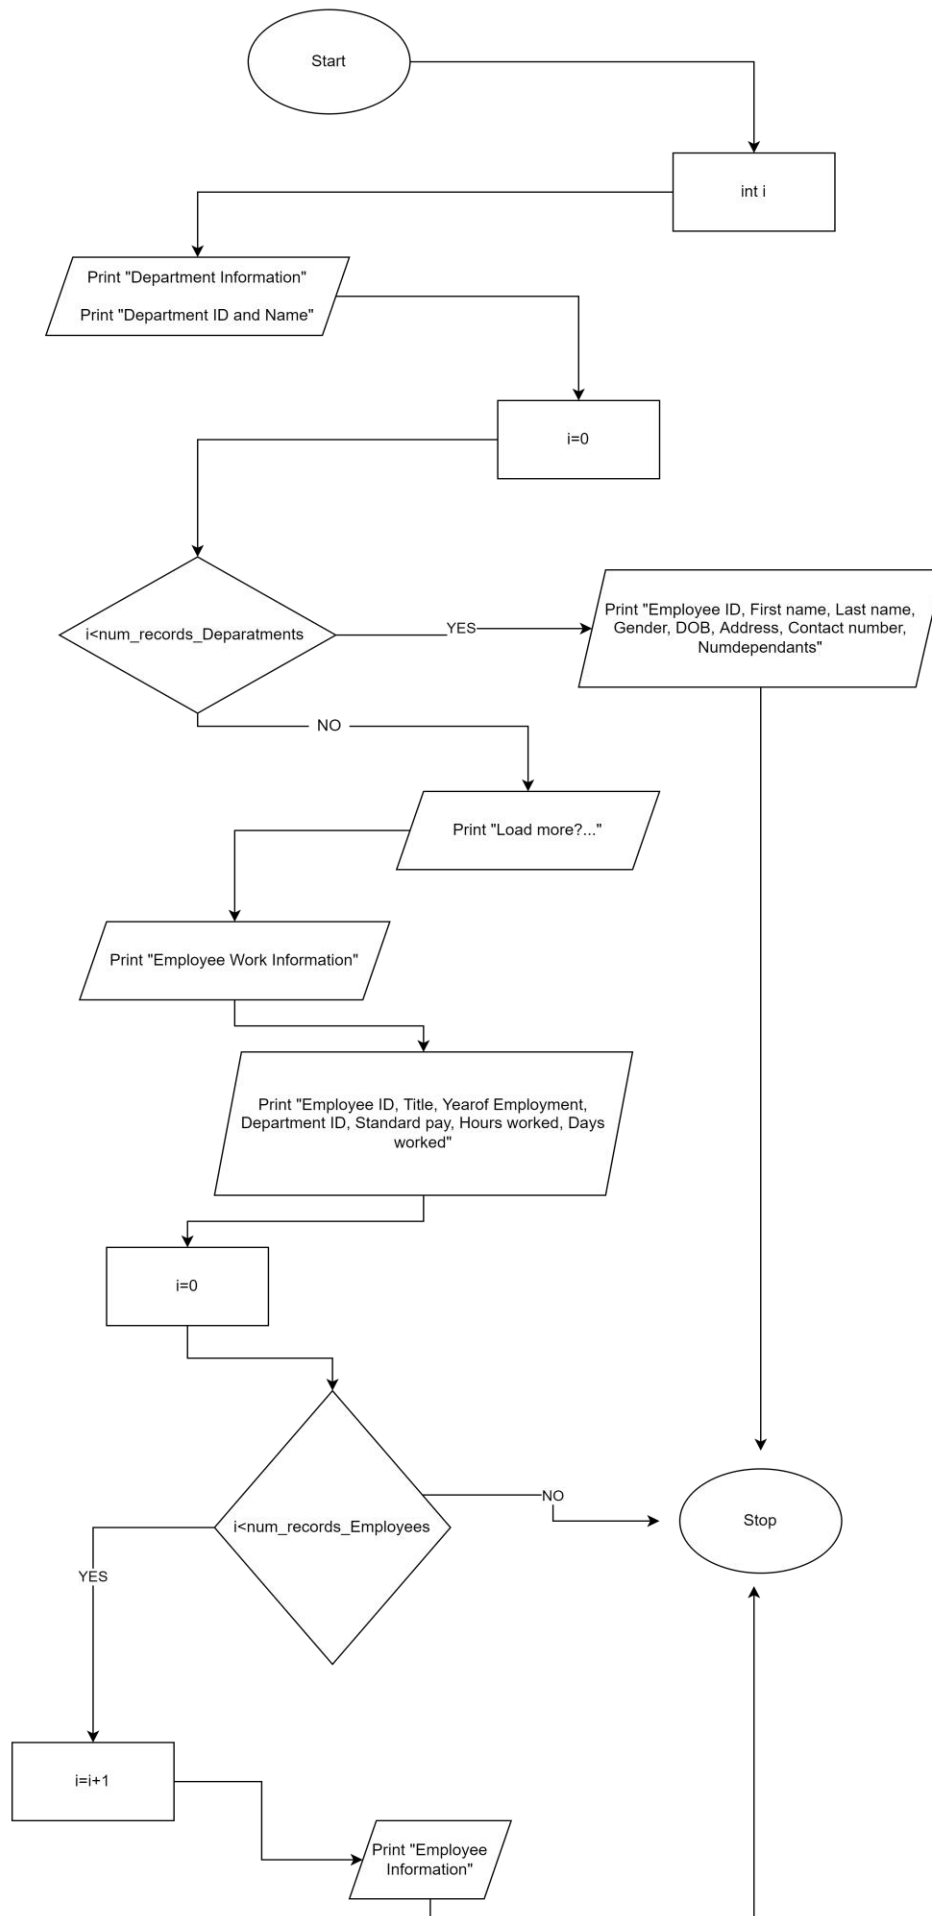 Start
int i
Print "Department Information"
Print "Department ID and Name"
i=0
i<num_records_Deparatments
YES
Print "Employee ID, First name, Last name,
Gender, DOB, Address, Contact number,
Numdependants"
NO
Print "Load more?..."
Print "Employee Work Information"
Print "Employee ID, Title, Yearof Employment,
Department ID, Standard pay, Hours worked, Days
worked"
i=0
i<num_records_Employees
NO
Stop
YES
i=i+1
Print "Employee
Information"